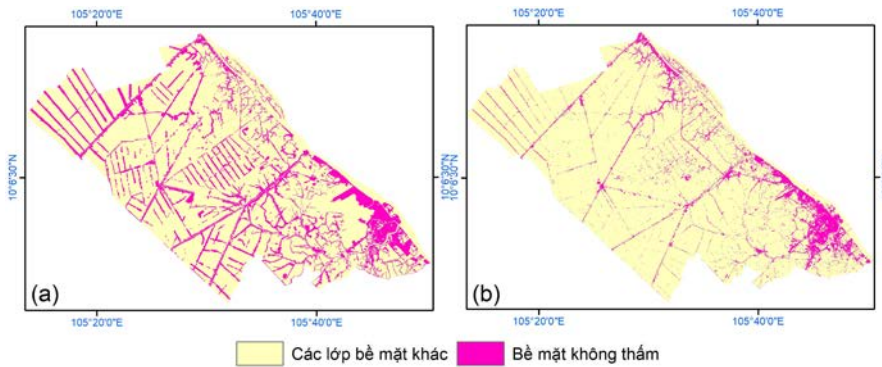 105°20'0"E 105°40'0"E 105°20'0"E 105°40'0"E
10°6'30"N 10°6'30"N 10°6'30"N
(a) (b)
105°20'0"E 105°40'0"E 105°20'0"E 105°40'0"E
Các lớp bề mặt khác Bề mặt không thấm